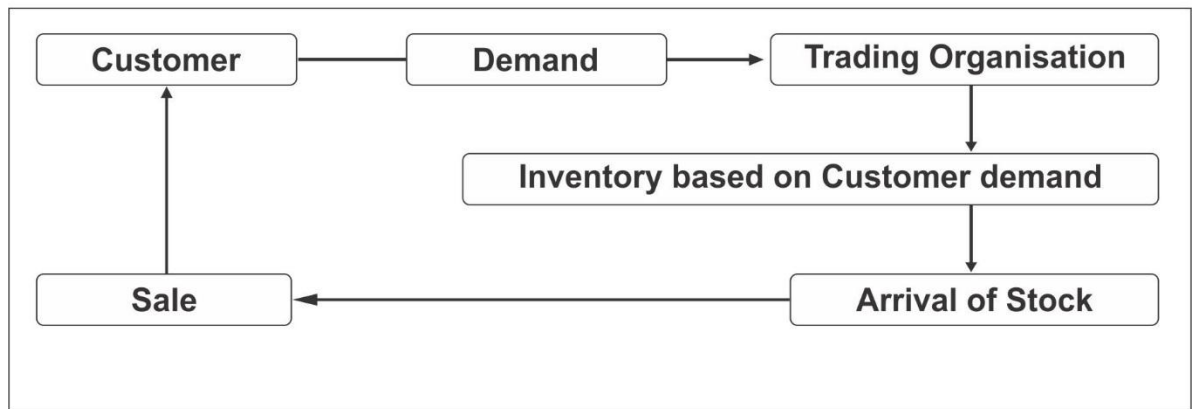 Customer
Demand
Trading Organisation
Inventory based on Customer demand
Sale
Arrival of Stock